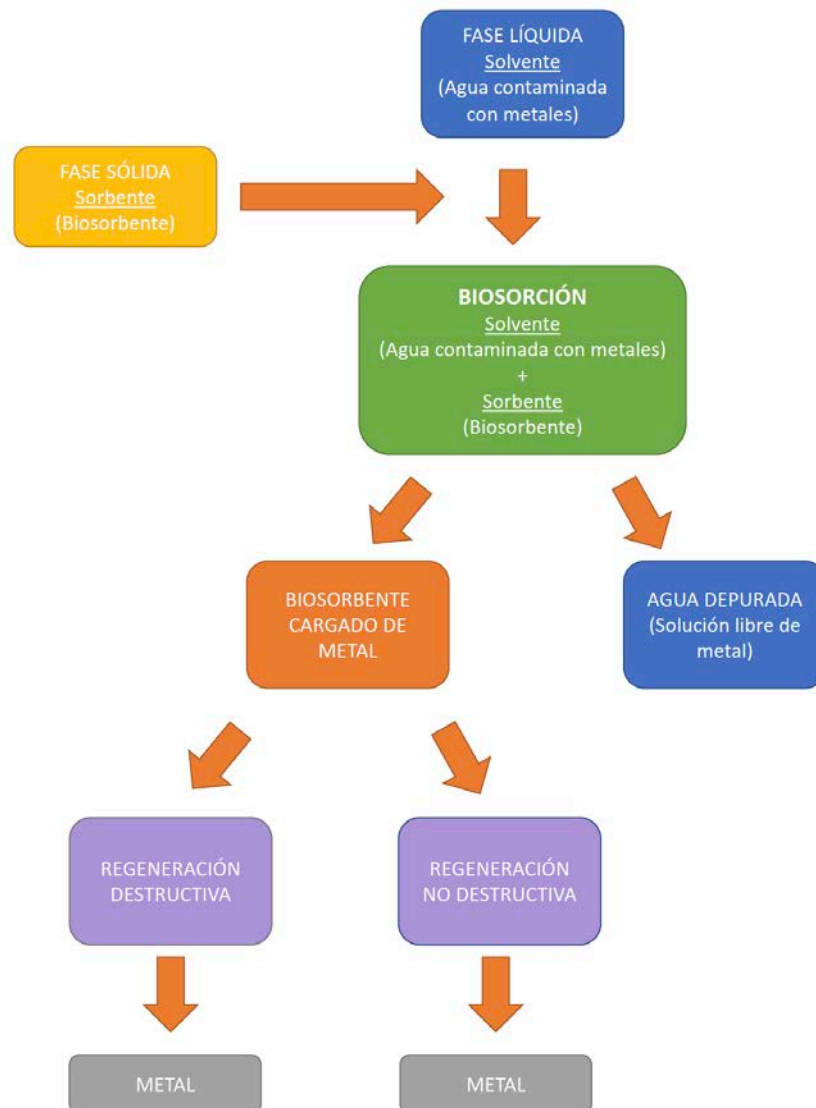 FASE LÍQUIDA
Solvente
(Agua contaminada
con metales)
FASE SÓLIDA
Sorbente
(Biosorbente)
BIOSORCIÓN
Solvente
(Agua contaminada con metales)
+
Sorbente
(Biosorbente)
BIOSORBENTE
CARGADO DE
METAL
AGUA DEPURADA
(Solución libre de
metal)
REGENERACIÓN
DESTRUCTIVA
REGENERACIÓN
NO DESTRUCTIVA
METAL
METAL